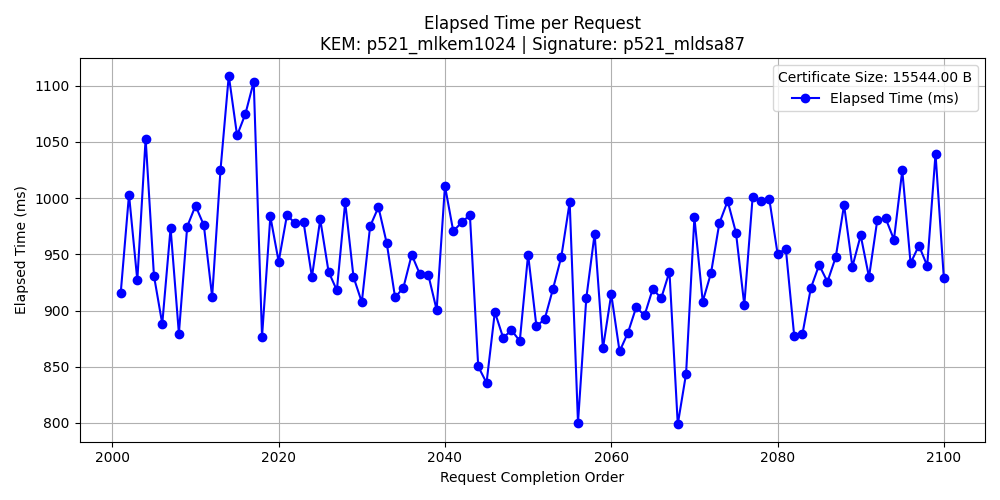 Elapsed Time per Request
KEM: p521_mlkem1024 | Signature: p521_mldsa87
Certificate Size: 15544.00 B
Elapsed Time (ms)
Elapsed Time (ms)
1100
1050
1000
950
900
850
800
2000
2020
2040
2060
2080
2100
Request Completion Order